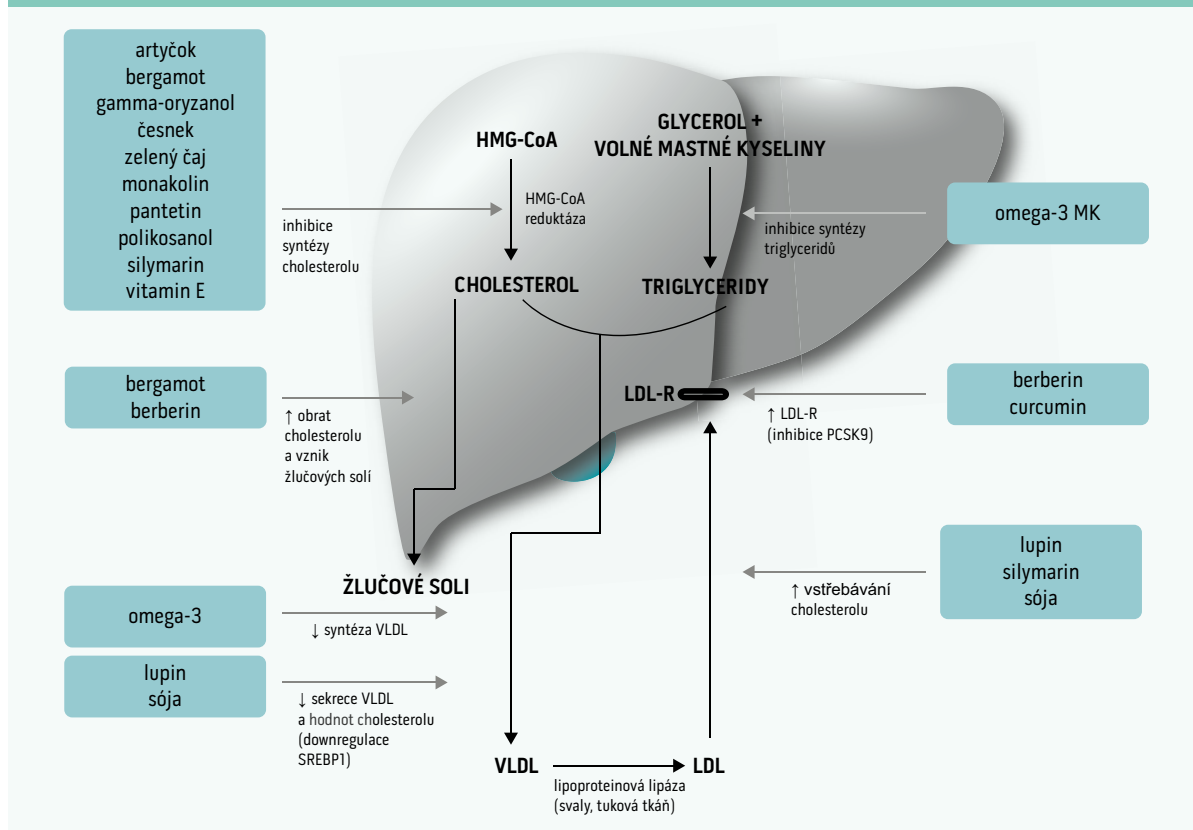 artyčok
bergamot
gamma-oryzanol
česnek
zelený čaj
monakolin
pantetin
polikosanol
silymarin
vitamin E
inhibice
syntézy
cholesterolu
HMG-CoA
HMG-CoA
reduktáza
CHOLESTEROL
GLYCEROL +
VOLNÉ MASTNÉ KYSELINY
TRIGLYCERIDY
inhibice syntézy
triglyceridů
omega-3 MK
bergamot
berberin
↑ obrat
cholesterolu
a vznik
žlučových solí
LDL-R
↑ LDL-R
(inhibice PCSK9)
berberin
curcumin
lupin
silymarin
sója
↑ vstřebávání
cholesterolu
ŽLUČOVÉ SOLI
omega-3
↓ syntéza VLDL
lupin
sója
↓ sekrece VLDL
a hodnot cholesterolu
(downregulace
SREBP1)
VLDL
lipoproteinová lipáza
(svaly, tuková tkáň)
LDL